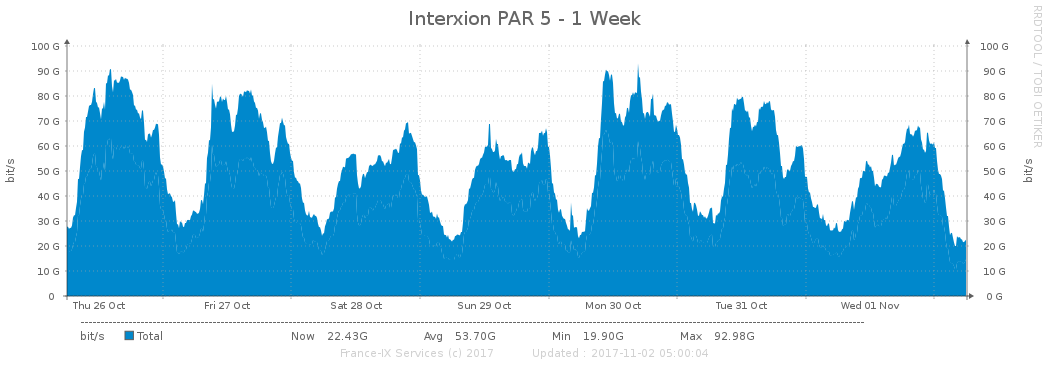 Interxion PAR 5 - 1 Week
RRDTOOL / TOBI OETIKER
bit/s
100 G
90 G
80 G
70 G
60 G
50 G
40 G
30 G
20 G
10 G
0
100 G
90 G
80 G
70 G
60 G
50 G
40 G
30 G
20 G
10 G
0 G
bit/s
Thu 26 Oct Fri 27 Oct Sat 28 Oct Sun 29 Oct Mon 30 Oct Tue 31 Oct Wed 01 Nov
bit/s Total Now 22.43G Avg 53.70G Min 19.90G Max 92.98G
France-IX Services (c) 2017 Updated : 2017-11-02 05:00:04